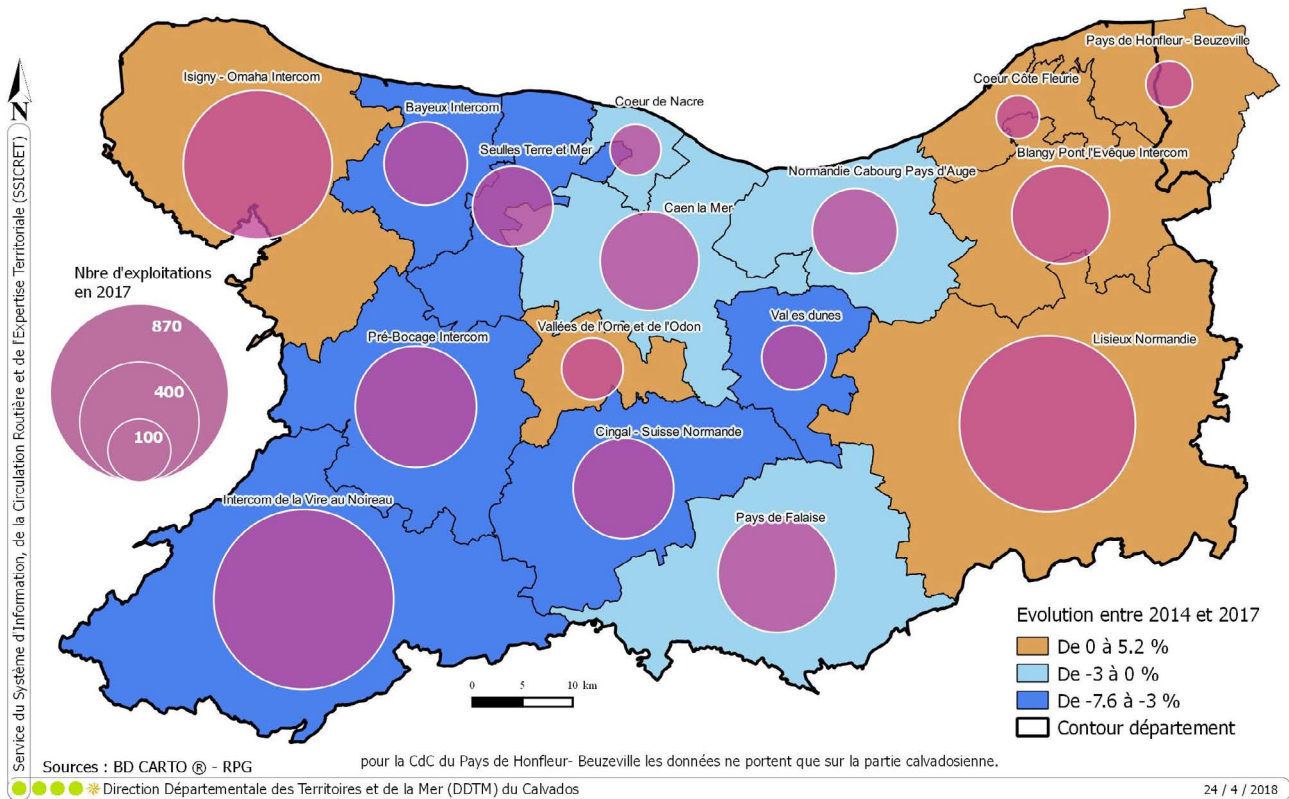 Pays de Honfleur - Beuzeville
Isigny - Omaha Intercom
Coeur Côte Fleurie
Bayeux Intercom
Coeur de Nacre
N
Seulles Terre et Mer
Blangy Pont l'Evêque Intercom
Normandie Cabourg Pays d'Auge
Caen la Mer
Nbre d'exploitations
en 2017
870
400
100
Vallées de l'Orne et de l'Odon
Val es dunes
Pré-Bocage Intercom
Lisieux Normandie
Cingal - Suisse Normande
Intercom de la Vire au Noireau
Pays de Falaise
Evolution entre 2014 et 2017
De 0 à 5.2 %
De -3 à 0 %
De -7.6 à -3 %
Contour département
0 5 10 km
Service du Système d'Information, de la Circulation Routière et de Expertise Territoriale (SSICRET)
Sources : BD CARTO ® - RPG
pour la CdC du Pays de Honfleur- Beuzeville les données ne portent que sur la partie calvadosienne.
Direction Départementale des Territoires et de la Mer (DDTM) du Calvados
24 / 4 / 2018